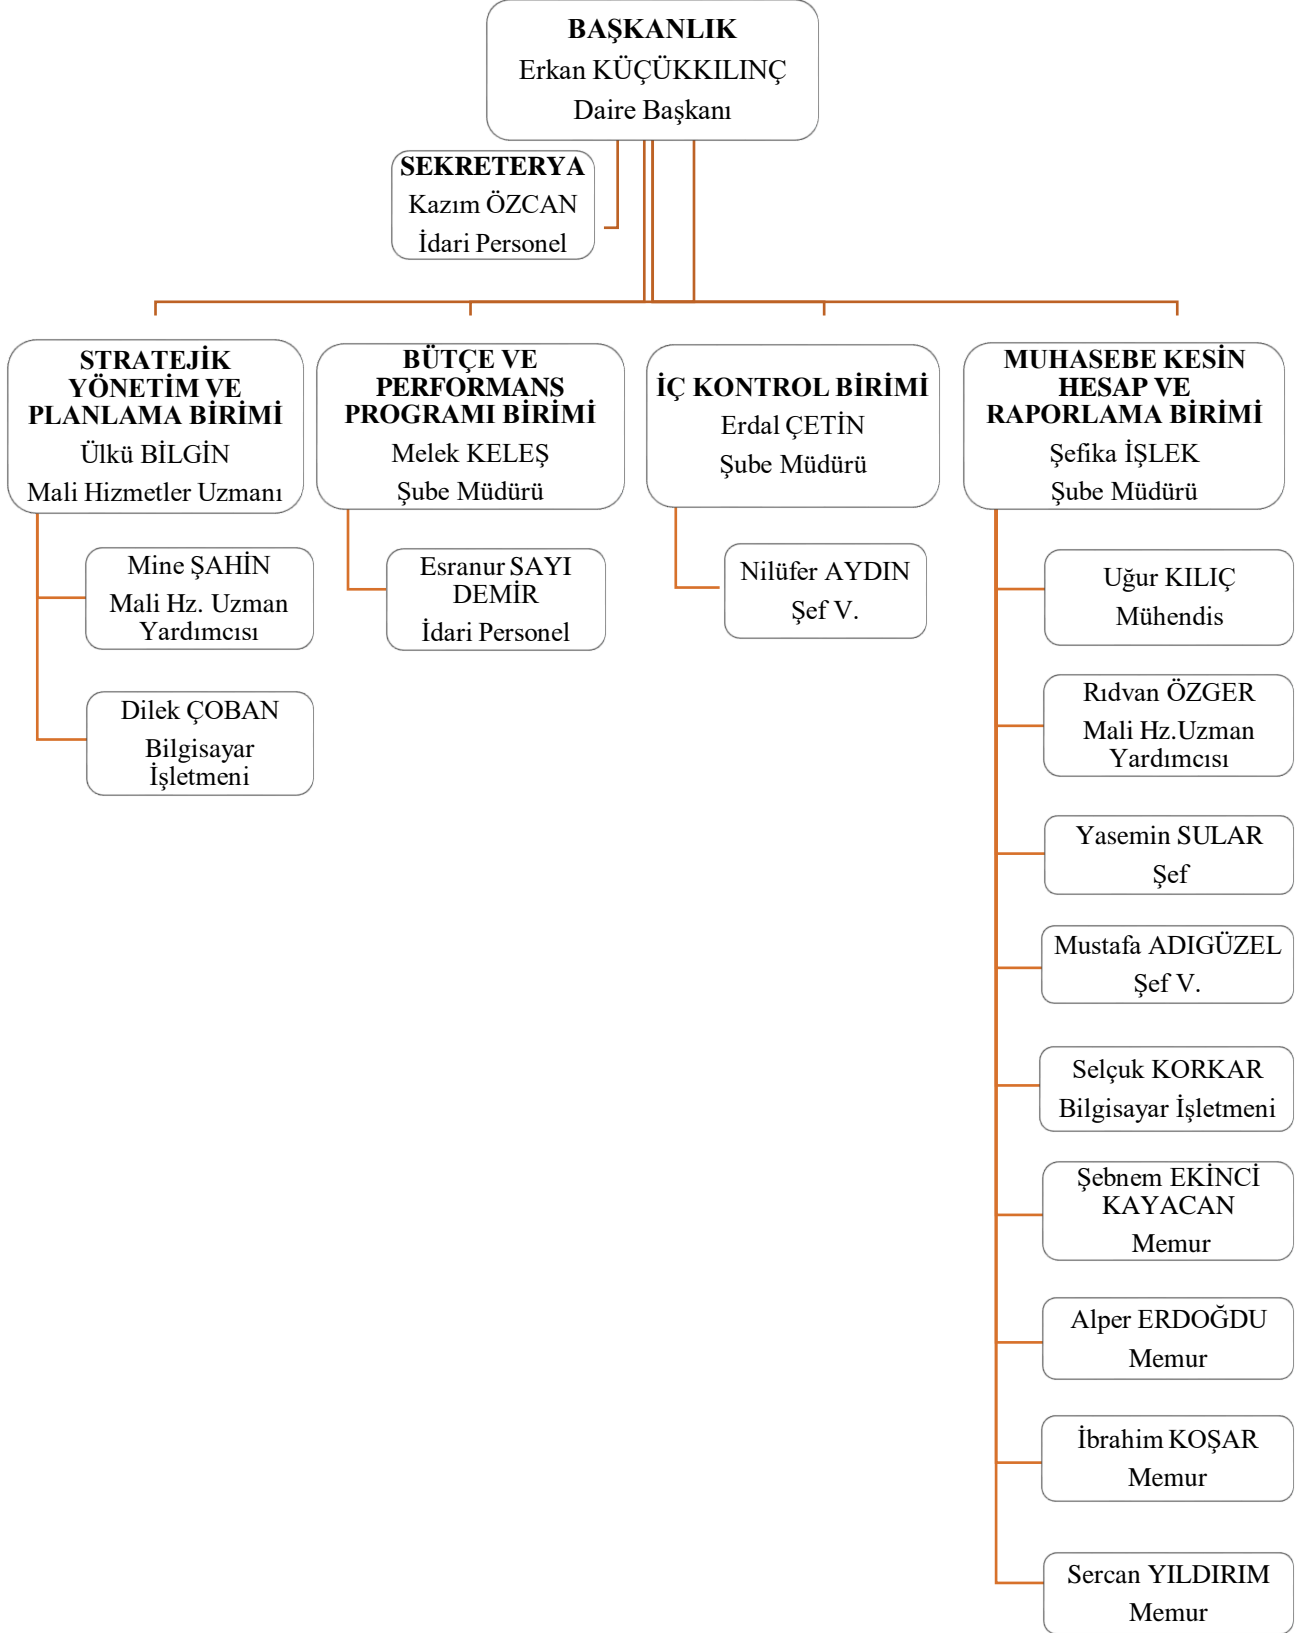 BAŞKANLIK
Erkan KÜÇÜKKILINÇ
Daire Başkanı
SEKRETERYA
Kazım ÖZCAN
İdari Personel
STRATEJİK
YÖNETİM VE
PLANLAMA BİRİMİ
Ülkü BİLGİN
Mali Hizmetler Uzmanı
Mine ŞAHİN
Mali Hz. Uzman
Yardımcısı
Dilek ÇOBAN
Bilgisayar
İşletmeni
BÜTÇE VE
PERFORMANS
PROGRAMI BİRİMİ
Melek KELEŞ
Şube Müdürü
Esranur SAYI
DEMİR
İdari Personel
İÇ KONTROL BİRİMİ
Erdal ÇETİN
Şube Müdürü
Nilüfer AYDIN
Şef V.
MUHASEBE KESİN
HESAP VE
RAPORLAMA BİRİMİ
Şefika İŞLEK
Şube Müdürü
Uğur KILIÇ
Mühendis
Rıdvan ÖZGER
Mali Hz.Uzman
Yardımcısı
Yasemin SULAR
Şef
Mustafa ADIGÜZEL
Şef V.
Selçuk KORKAR
Bilgisayar İşletmeni
Şebnem EKİNCİ
KAYACAN
Memur
Alper ERDOĞDU
Memur
İbrahim KOŞAR
Memur
Sercan YILDIRIM
Memur